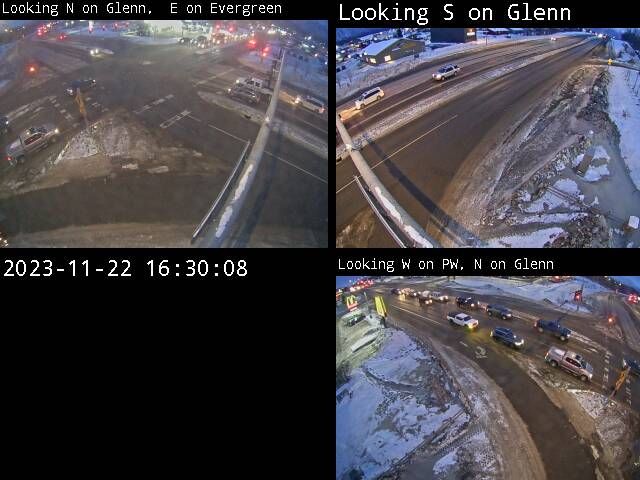 Looking N on Glenn,  E on Evergreen
Looking S on Glenn
2023-11-22 16:30:08
Looking W on PW, N on Glenn